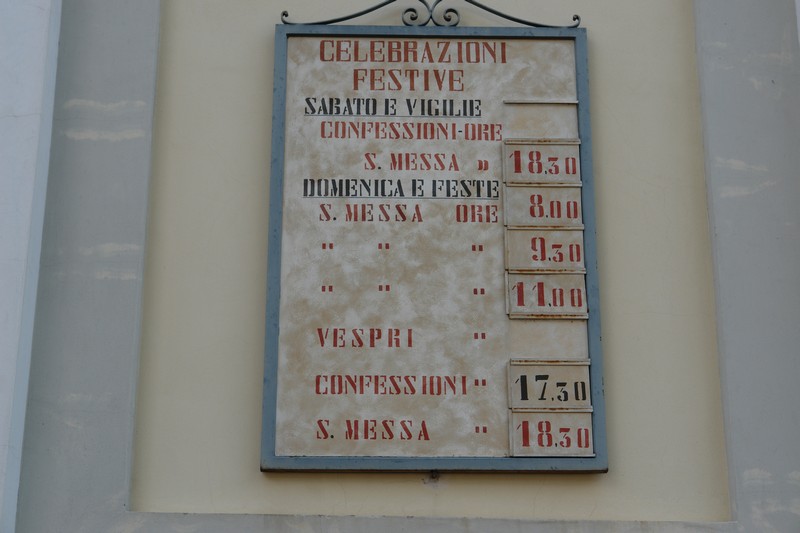 CELEBRAZIONI
FESTIVE
SABATO E VIGILIE
CONFESSIONI-ORE
S. MESSA " 18.30
DOMENICA E FESTE
S. MESSA ORE 8.00
" " " 9.30
" " " 11.00
VESPRI "
CONFESSIONI " 17.30
S. MESSA " 18.30